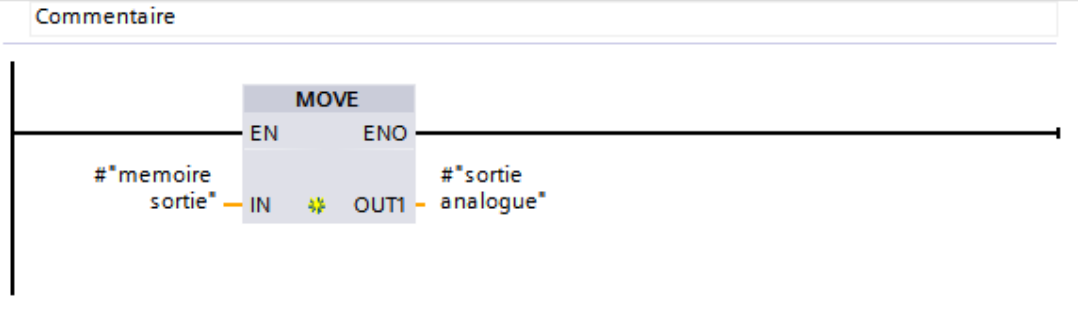 Commentaire
MOVE
EN ENO
#"memoire
sortie"
IN OUT1
#"sortie
analogue"